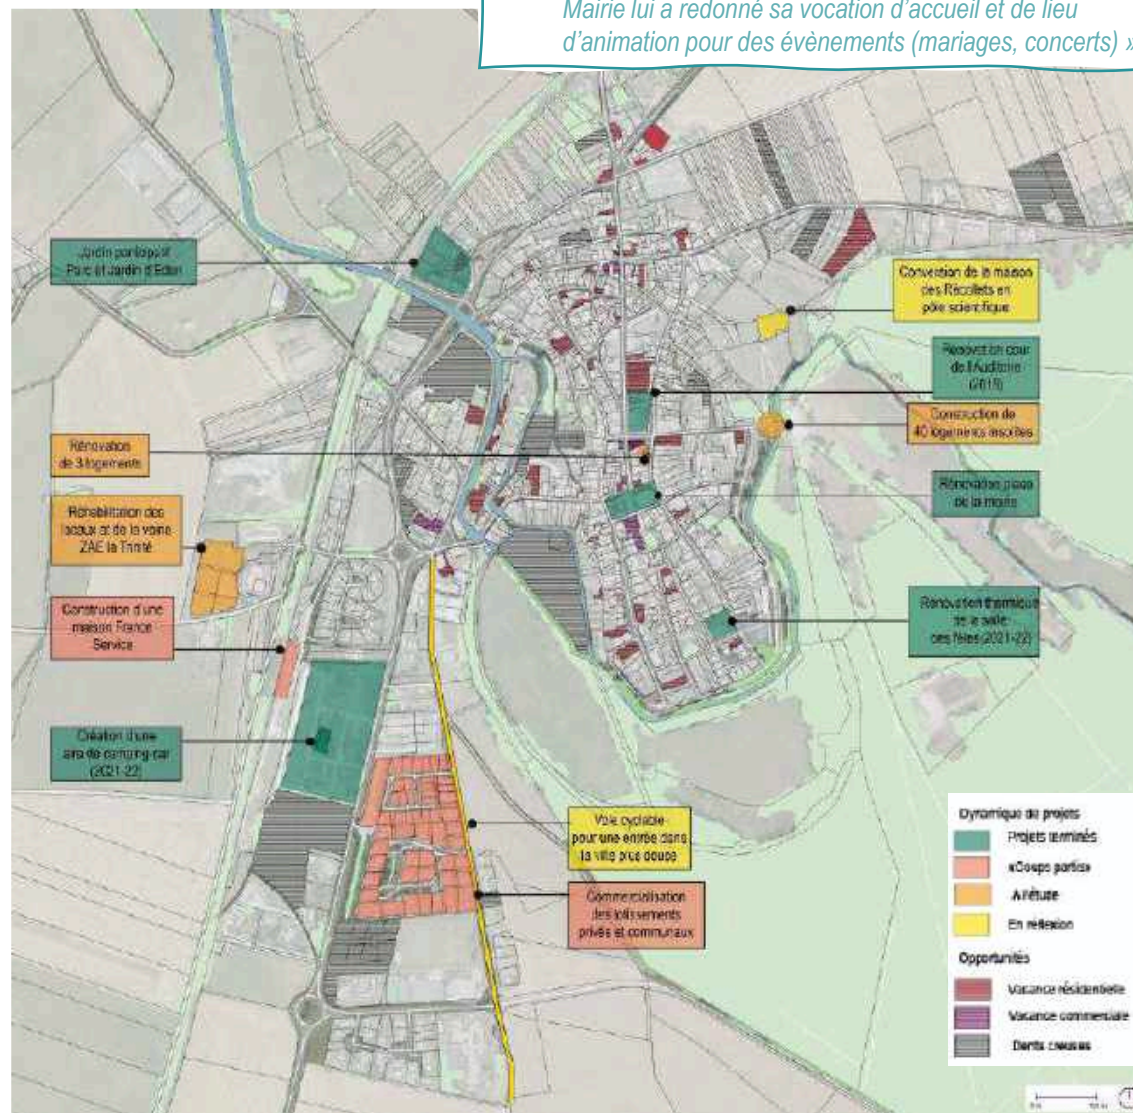 Mairie lui a redonné sa vocation d'accueil et de lieu
d'animation pour des évènements (mariages, concerts) »
Jardin participatif
Parc et Jardin d'Eden
Convention de la maison
des Récollets en
pôle scientifique
Rénovation cour
de l'Auditoire
(2018)
Construction de
40 logements
Rénovation
de 3 logements
Rénovation place
de la mairie
Réhabilitation des
locaux et de la voirie
ZAE la Trinité
Construction d'une
maison France
Service
Rénovation thermique
de la salle
des fêtes (2021-22)
Création d'une
aire de camping-car
(2021-22)
Voie cyclable
pour une entrée dans
la ville plus douce
Commercialisation
des lotissements
privés et communaux
Dynamique de projets
Projets terminés
«Coups partis»
A l'étude
En réflexion
Opportunités
Vacance résidentielle
Vacance commerciale
Dents creuses